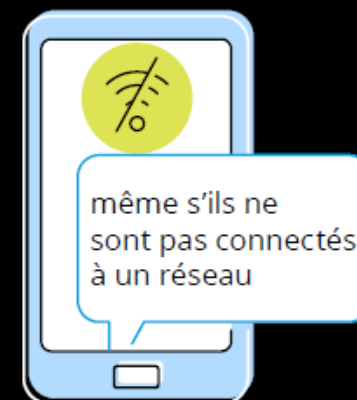 même s’ils ne
sont pas connectés
à un réseau